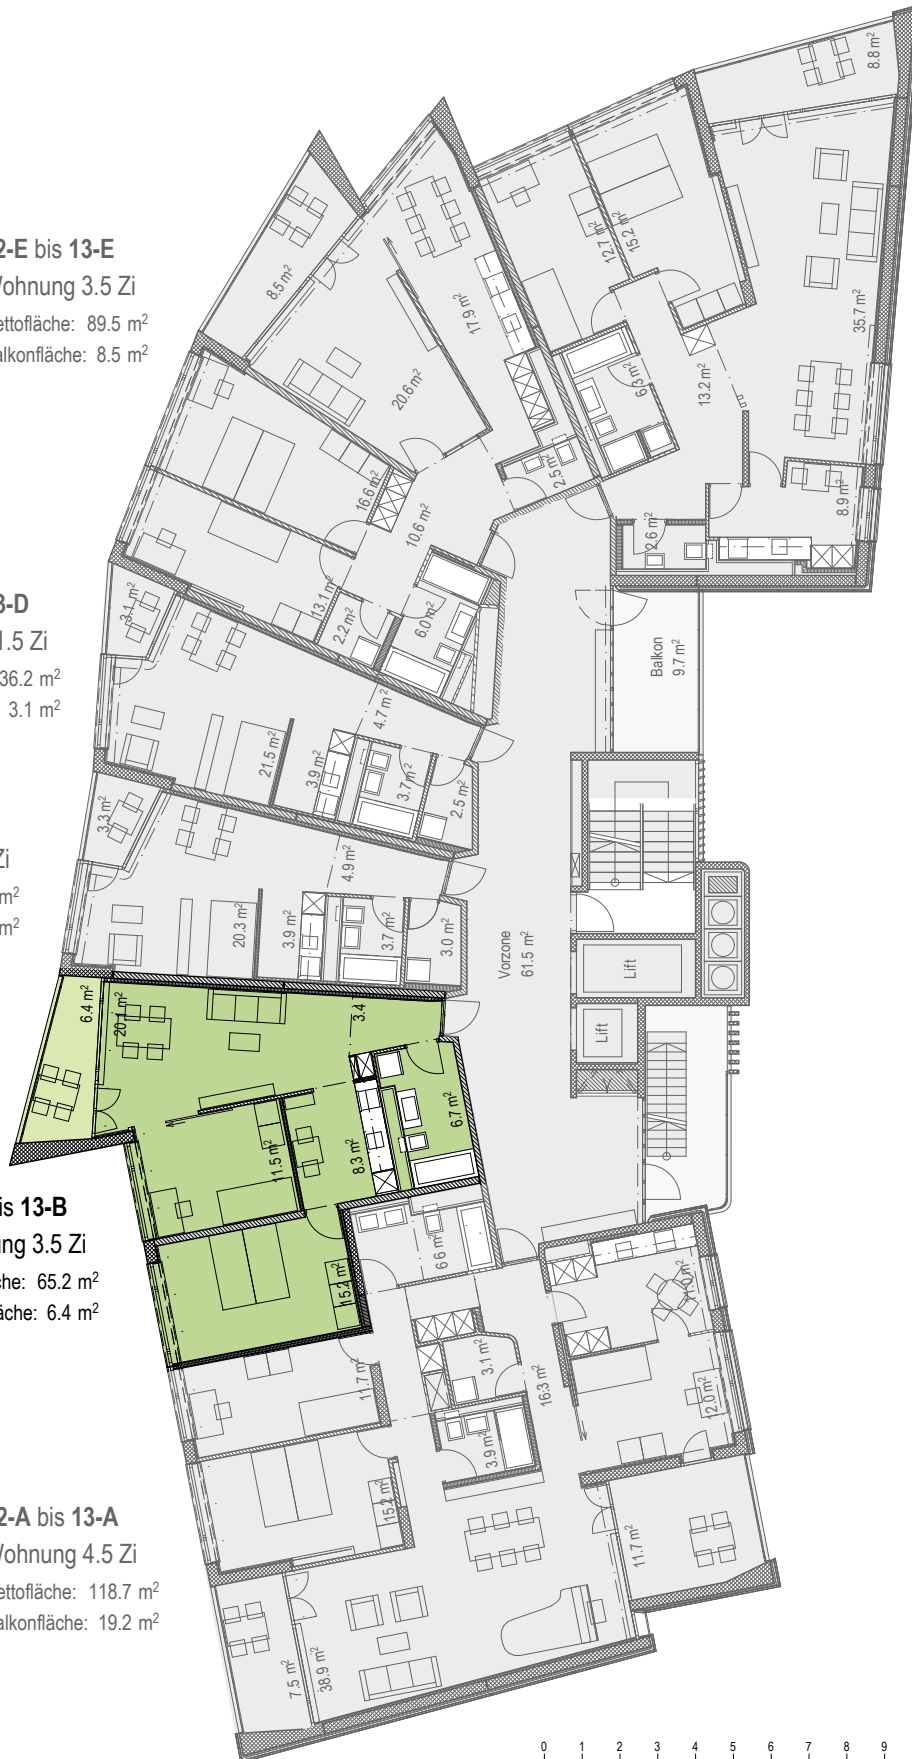 8.8 m²
2-E bis 13-E
Wohnung 3.5 Zi
ettofläche: 89.5 m²
alkonfläche: 8.5 m²
8.5 m²
17.9 m²
12.7 m²
15.2 m²
35.7 m²
20.6 m²
6.3 m²
13.2 m²
16.6 m²
2.5 m²
8.9 m²
10.6 m²
2.6 m²
3-D
1.5 Zi
36.2 m²
3.1 m²
3.1 m²
13.1 m²
2.2 m²
6.0 m²
Balkon
9.7 m²
4.7 m²
21.5 m²
3.9 m²
3.7 m²
2.5 m²
3.3 m²
Zi
m²
m²
4.9 m²
20.3 m²
3.9 m²
3.7 m²
3.0 m²
Vorzone
61.5 m²
Lift
Lift
6.4 m²
20.1 m²
3.4
11.5 m²
8.3 m²
6.7 m²
is 13-B
ung 3.5 Zi
che: 65.2 m²
äche: 6.4 m²
15.2 m²
6.6 m²
11.0 m²
11.7 m²
3.1 m²
16.3 m²
12.0 m²
3.9 m²
15.2 m²
2-A bis 13-A
Wohnung 4.5 Zi
ettofläche: 118.7 m²
alkonfläche: 19.2 m²
11.7 m²
7.5 m²
38.9 m²
0 1 2 3 4 5 6 7 8 9